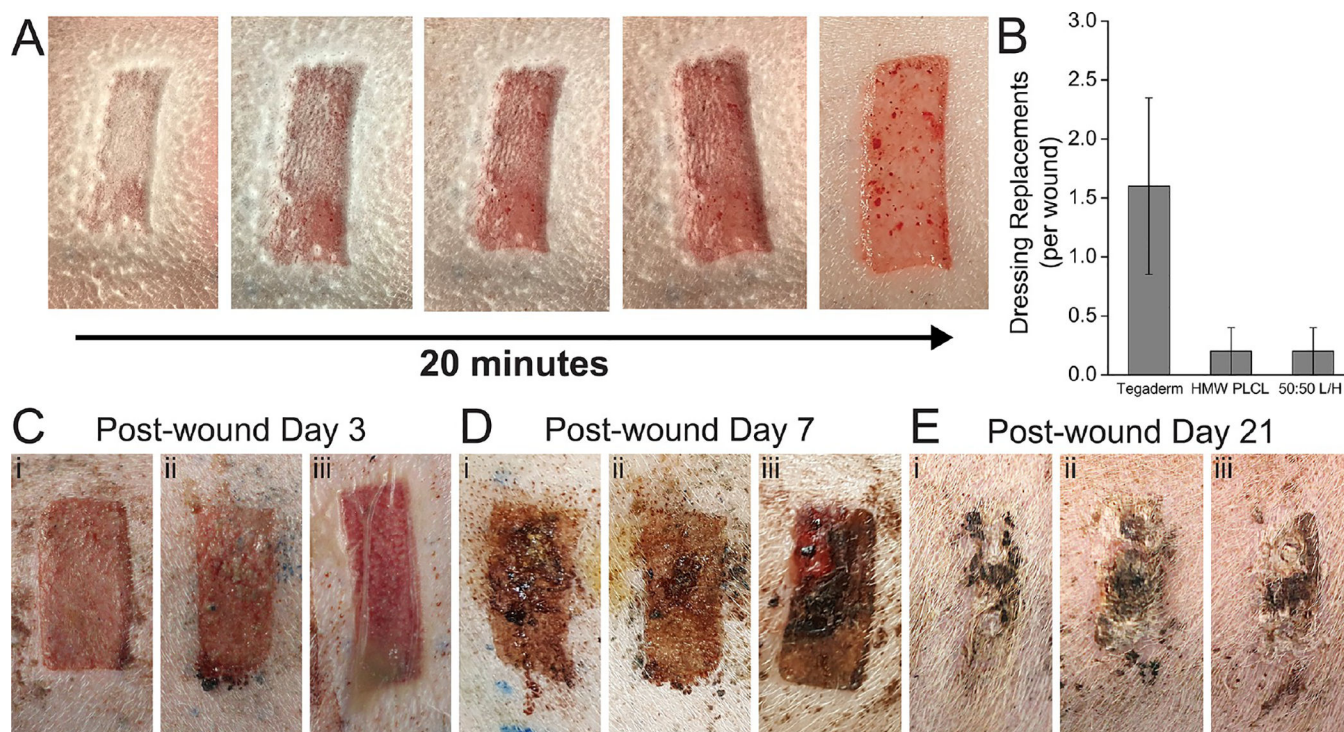 A
20 minutes
B
Dressing Replacements
(per wound)
3.0
2.5
2.0
1.5
1.0
0.5
0.0
Tegaderm HMW PLCL 50:50 L/H
C Post-wound Day 3
i ii iii
D Post-wound Day 7
i ii iii
E Post-wound Day 21
i ii iii